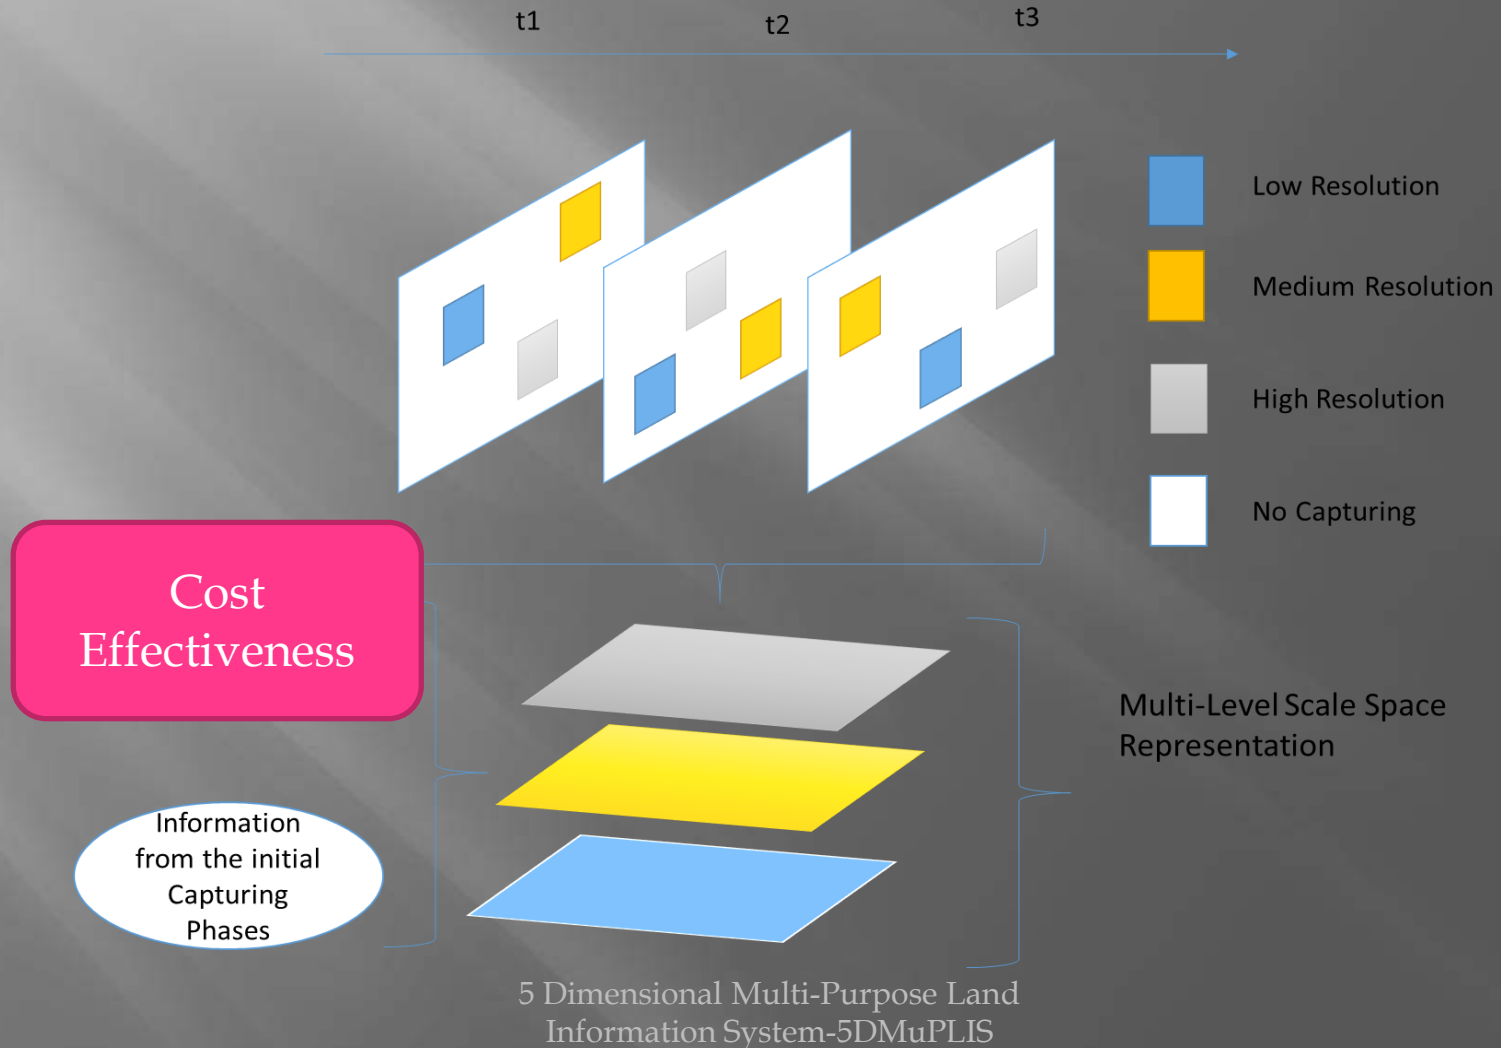 t1
t2
t3
Low Resolution
Medium Resolution
High Resolution
No Capturing
Cost
Effectiveness
Multi-Level Scale Space
Representation
Information
from the initial
Capturing
Phases
5 Dimensional Multi-Purpose Land
Information System-5DMuPLIS